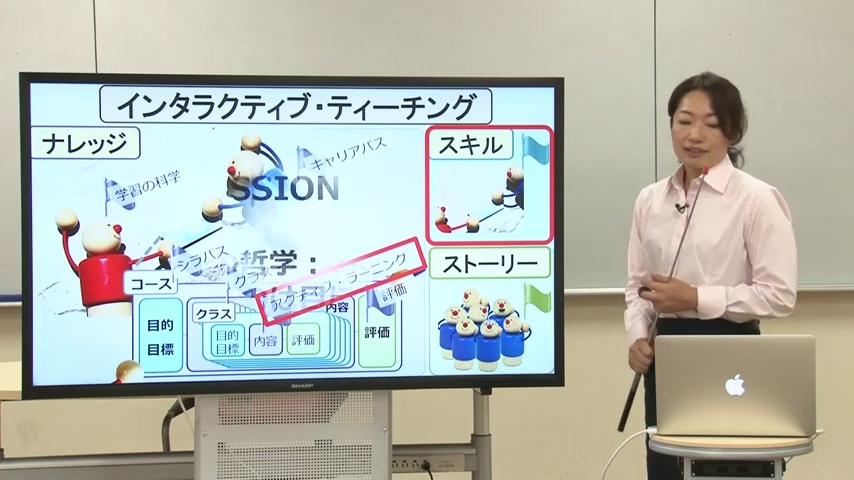 インタラクティブ・ティーチング
ナレッジ
スキル
キャリアパス
学習の科学
SSION
シラバス
哲学：
クラス
アクティブ・ラーニング
ストーリー
コース
評価
内容
クラス
目的
目標
目的
目標
内容
評価
評価
SHARP